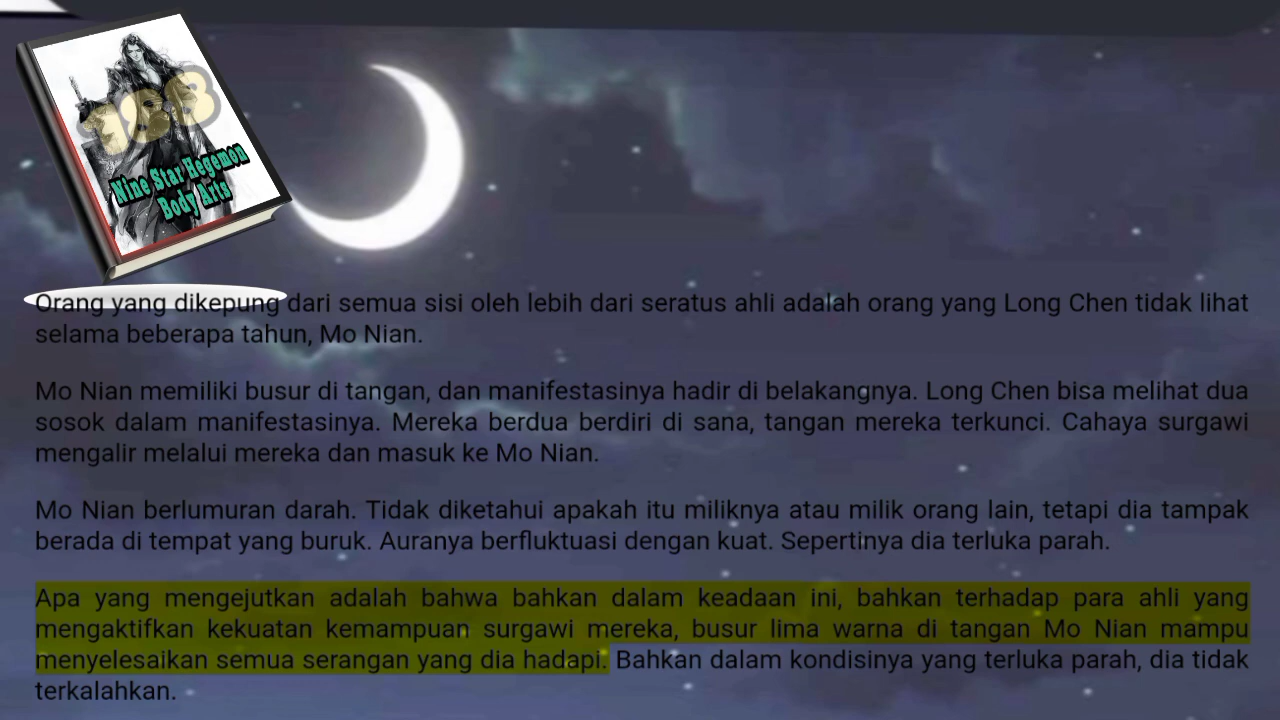 188
Nine Star Hegemon
Body Arts
Orang yang dikepung dari semua sisi oleh lebih dari seratus ahli adalah orang yang Long Chen tidak lihat
selama beberapa tahun, Mo Nian.
Mo Nian memiliki busur di tangan, dan manifestasinya hadir di belakangnya. Long Chen bisa melihat dua
sosok dalam manifestasinya. Mereka berdua berdiri di sana, tangan mereka terkunci. Cahaya surgawi
mengalir melalui mereka dan masuk ke Mo Nian.
Mo Nian berlumuran darah. Tidak diketahui apakah itu miliknya atau milik orang lain, tetapi dia tampak
berada di tempat yang buruk. Auranya berfluktuasi dengan kuat. Sepertinya dia terluka parah.
Apa yang mengejutkan adalah bahwa bahkan dalam keadaan ini, bahkan terhadap para ahli yang
mengaktifkan kekuatan kemampuan surgawi mereka, busur lima warna di tangan Mo Nian mampu
menyelesaikan semua serangan yang dia hadapi. Bahkan dalam kondisinya yang terluka parah, dia tidak
terkalahkan.